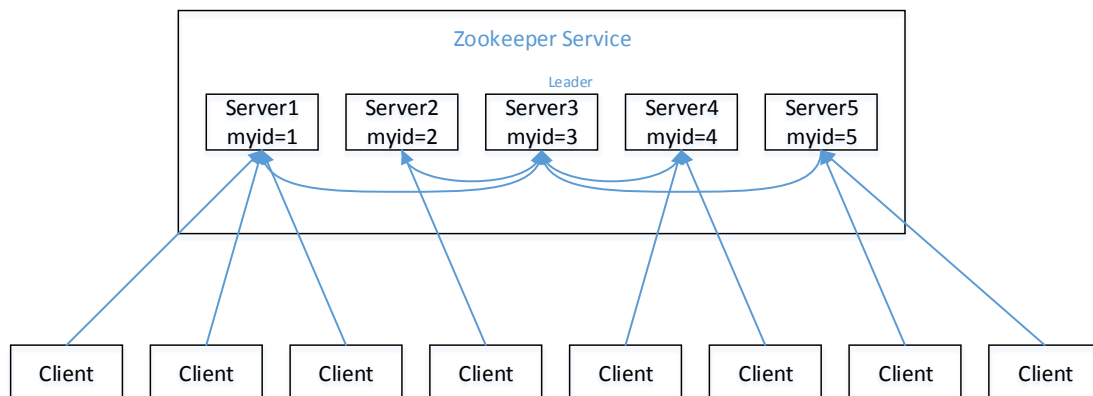 Zookeeper Service
Leader
Server1
myid=1
Server2
myid=2
Server3
myid=3
Server4
myid=4
Server5
myid=5
Client
Client
Client
Client
Client
Client
Client
Client